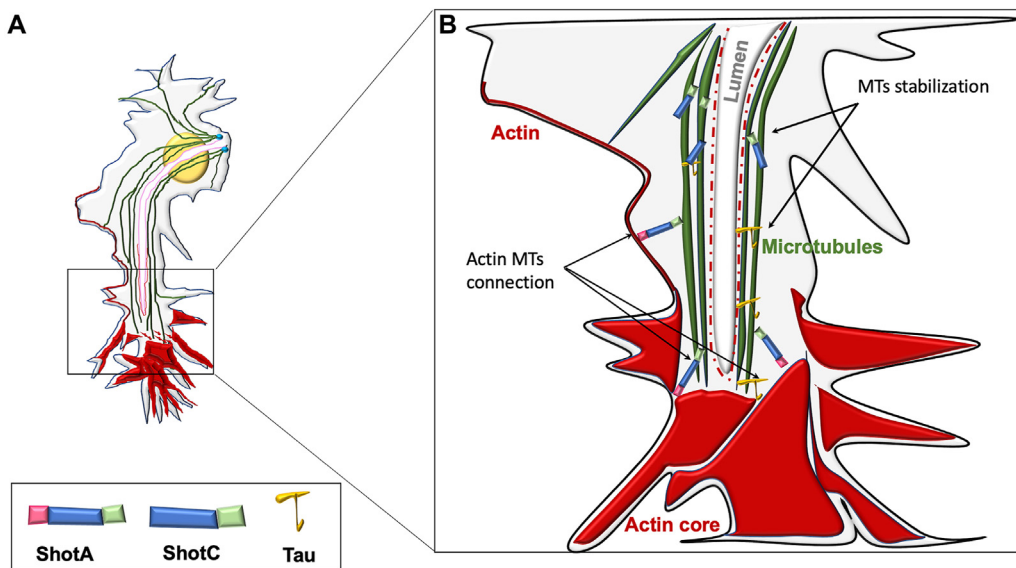 A
B
Lumen
MTs stabilization
Actin
Microtubules
Actin MTs
connection
Actin core
ShotA
ShotC
Tau